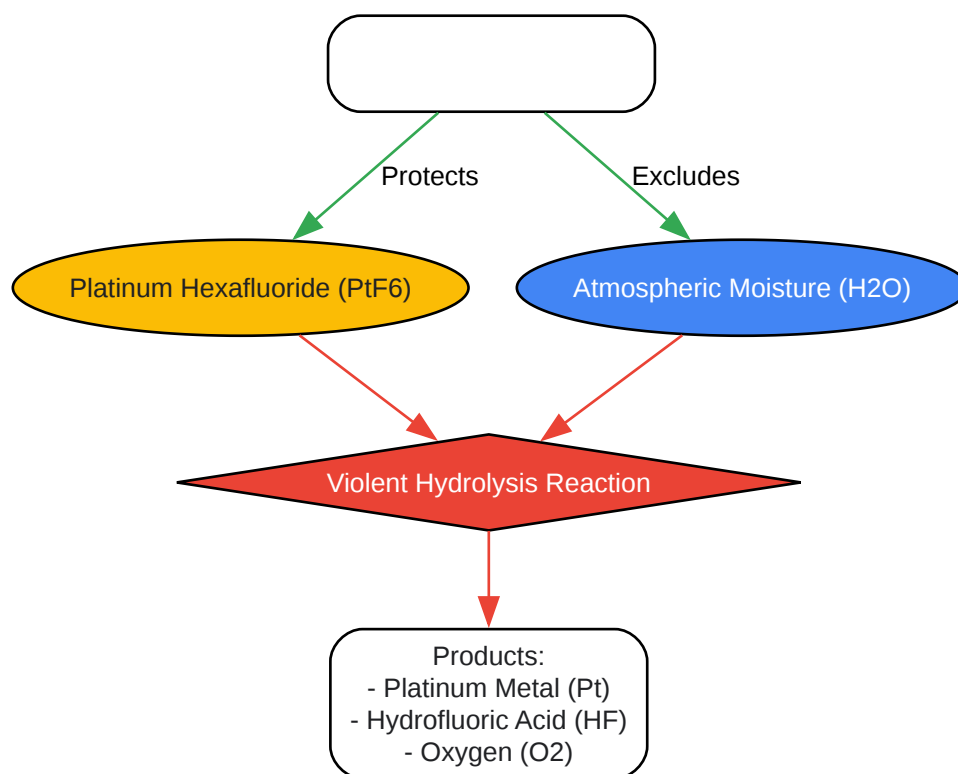 Protects
Excludes
Platinum Hexafluoride (PtF6)
Atmospheric Moisture (H2O)
Violent Hydrolysis Reaction
Products:
- Platinum Metal (Pt)
- Hydrofluoric Acid (HF)
- Oxygen (O2)